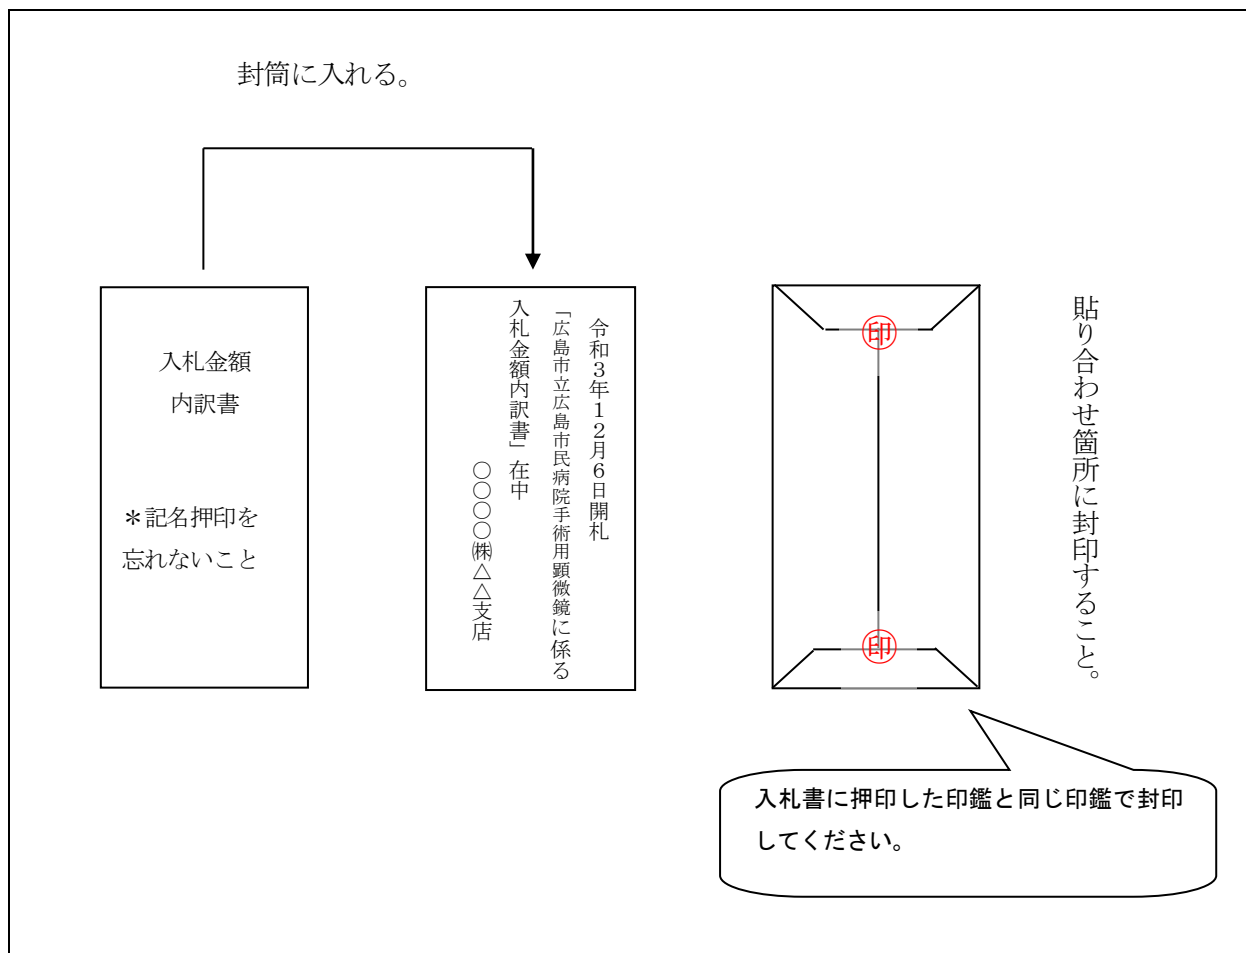 封筒に入れる。
入札金額
内訳書
＊記名押印を
忘れないこと
令和３年１２月６日開札
「広島市立広島市民病院手術用顕微鏡に係る
入札金額内訳書」在中
○○○○㈱△△支店
印
印
貼り合わせ箇所に封印すること。
入札書に押印した印鑑と同じ印鑑で封印
してください。